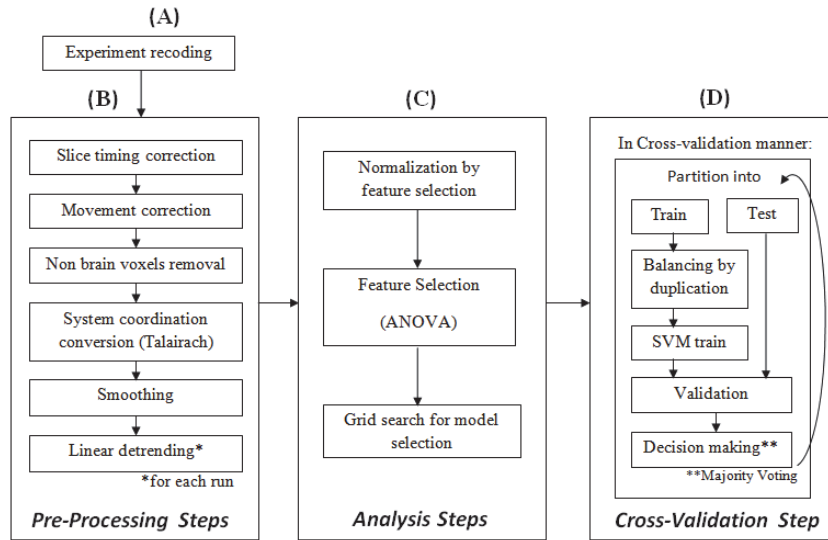 (A)
Experiment recoding
(B)
Slice timing correction
Movement correction
Non brain voxels removal
System coordination
conversion (Talairach)
Smoothing
Linear detrending*
*for each run
Pre-Processing Steps
(C)
Normalization by
feature selection
Feature Selection
(ANOVA)
Grid search for model
selection
Analysis Steps
(D)
In Cross-validation manner:
Partition into
Train
Test
Balancing by
duplication
SVM train
Validation
Decision making**
**Majority Voting
Cross-Validation Step